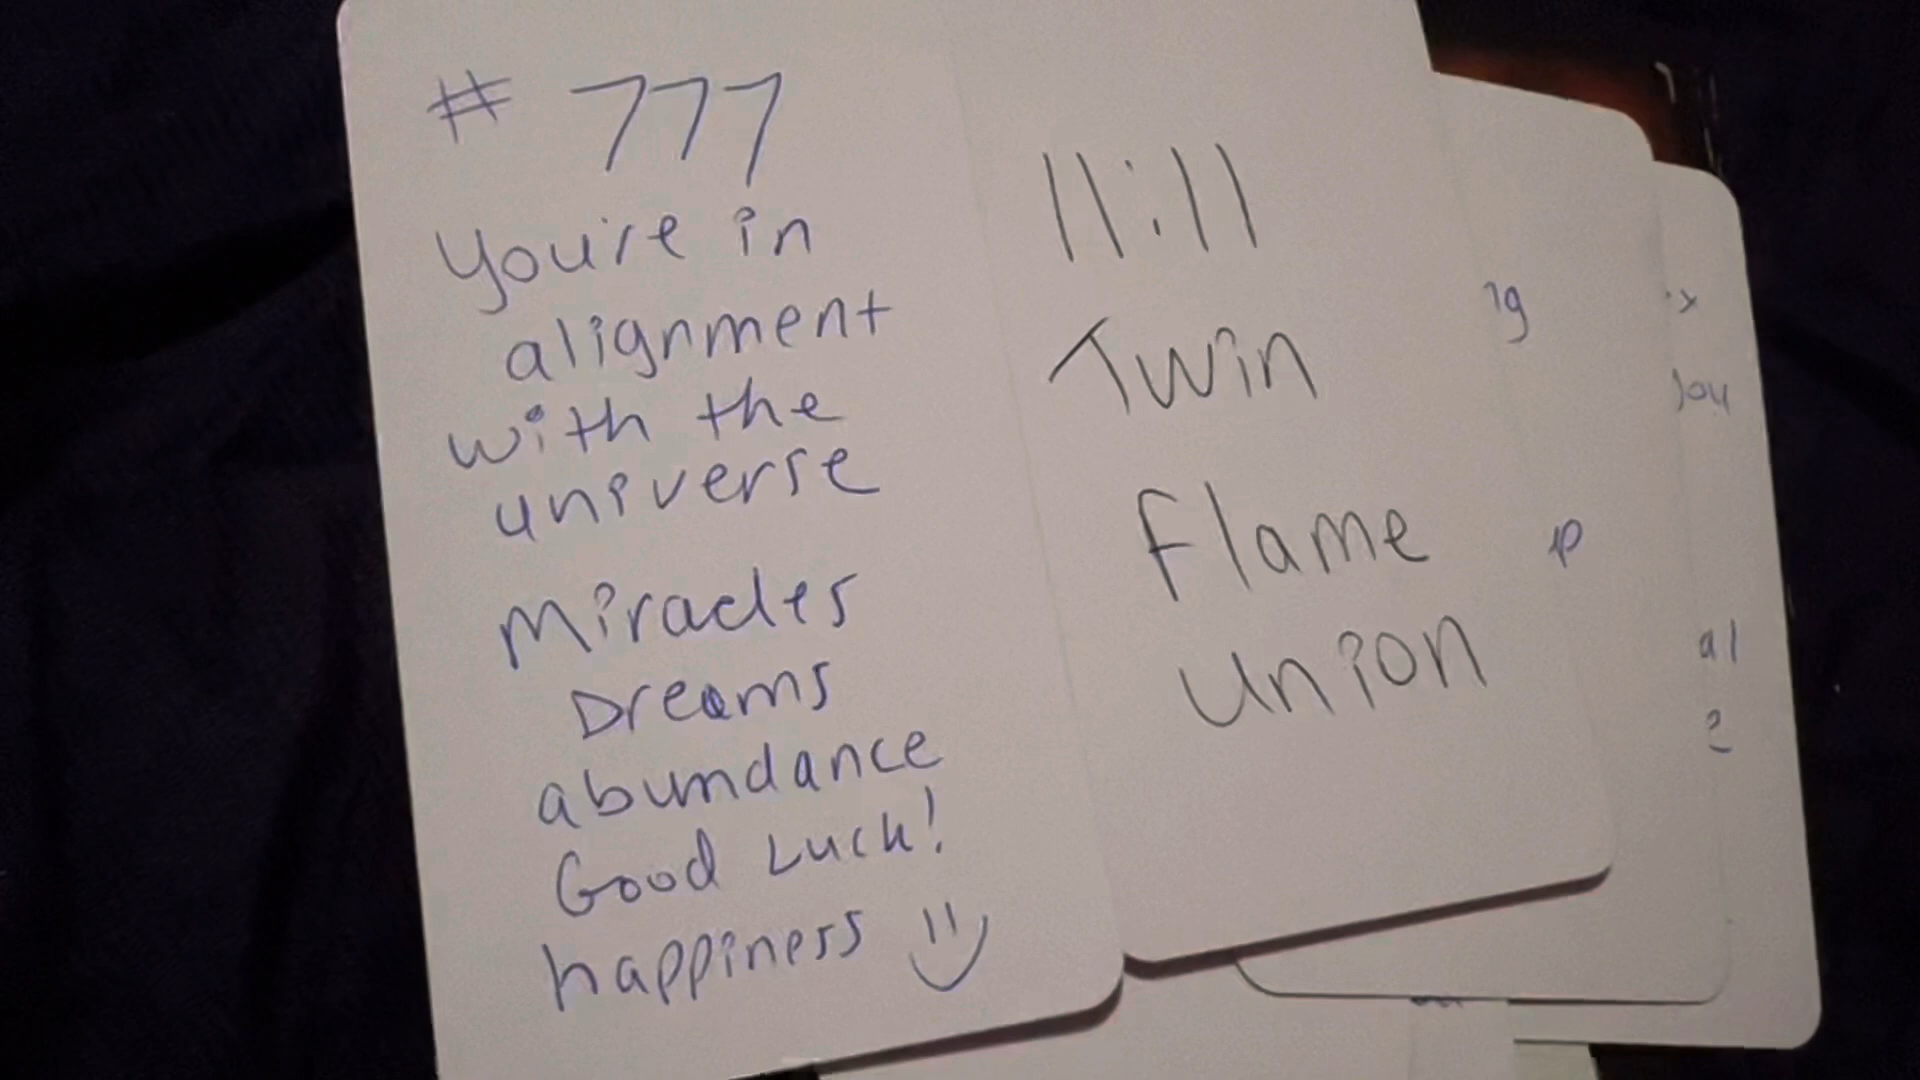 # 777
You're in
alignment
with the
universe
Miracles
Dreams
abundance
Good Luck!
happiness
11:11
Twin
Flame
Union